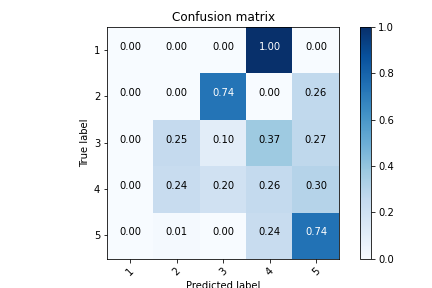 Confusion matrix
True label
1 0.00 0.00 0.00 1.00 0.00
2 0.00 0.00 0.74 0.00 0.26
3 0.00 0.25 0.10 0.37 0.27
4 0.00 0.24 0.20 0.26 0.30
5 0.00 0.01 0.00 0.24 0.74
1 2 3 4 5
Predicted label
1.0
0.8
0.6
0.4
0.2
0.0